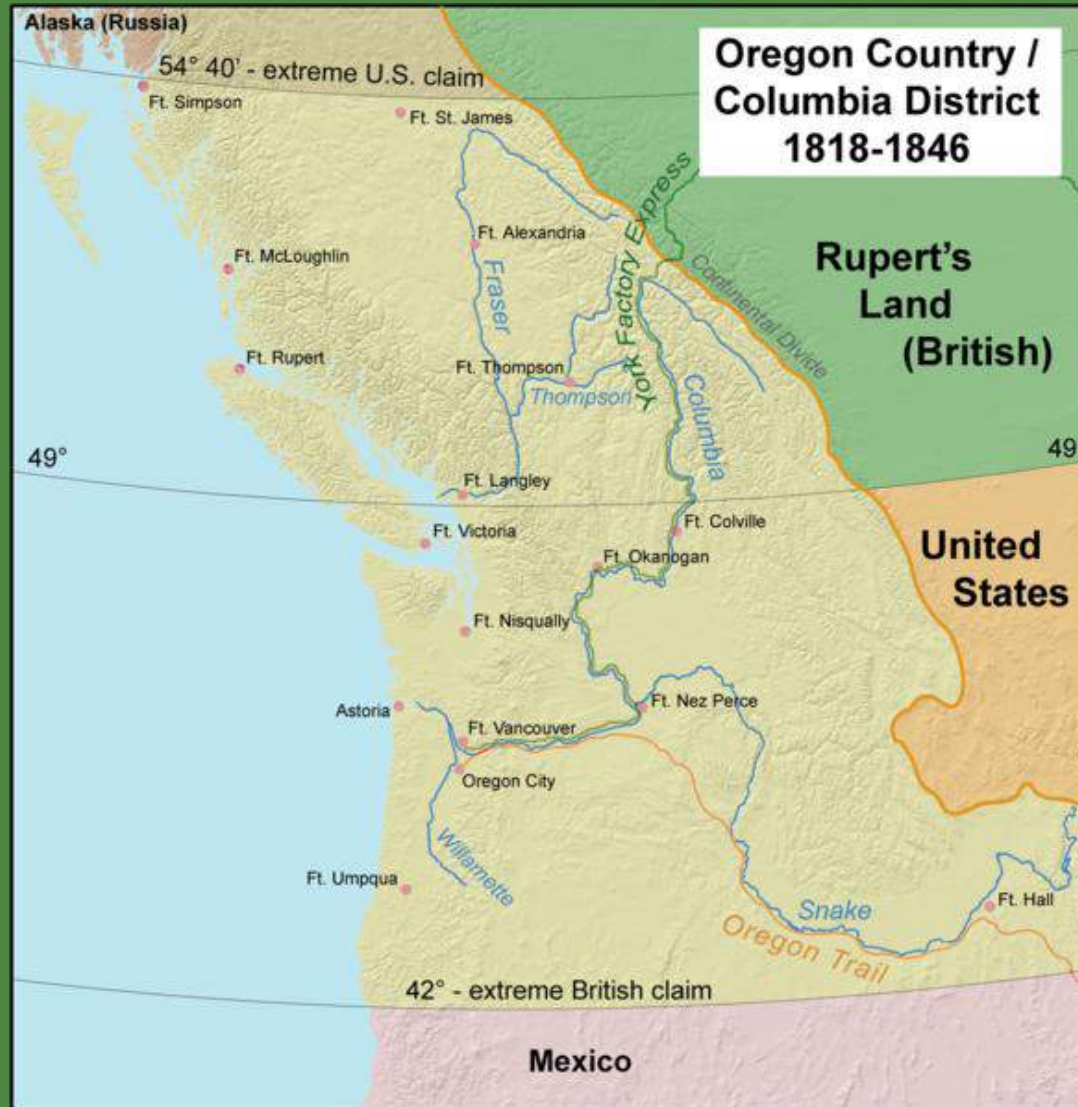 Alaska (Russia)
Oregon Country /
Columbia District
1818-1846
54° 40' - extreme U.S. claim
Ft. Simpson
Ft. St. James
York Factory Express
Ft. Alexandria
Ft. McLoughlin
Fraser
Continental Divide
Rupert's
Land
(British)
Ft. Rupert
Ft. Thompson
Thompson
Columbia
49°
49
Ft. Langley
Ft. Victoria
Ft. Colville
Ft. Okanogan
United
States
Ft. Nisqually
Astoria
Ft. Nez Perce
Ft. Vancouver
Oregon City
Willamette
Ft. Umpqua
Snake
Ft. Hall
Oregon Trail
42° - extreme British claim
Mexico